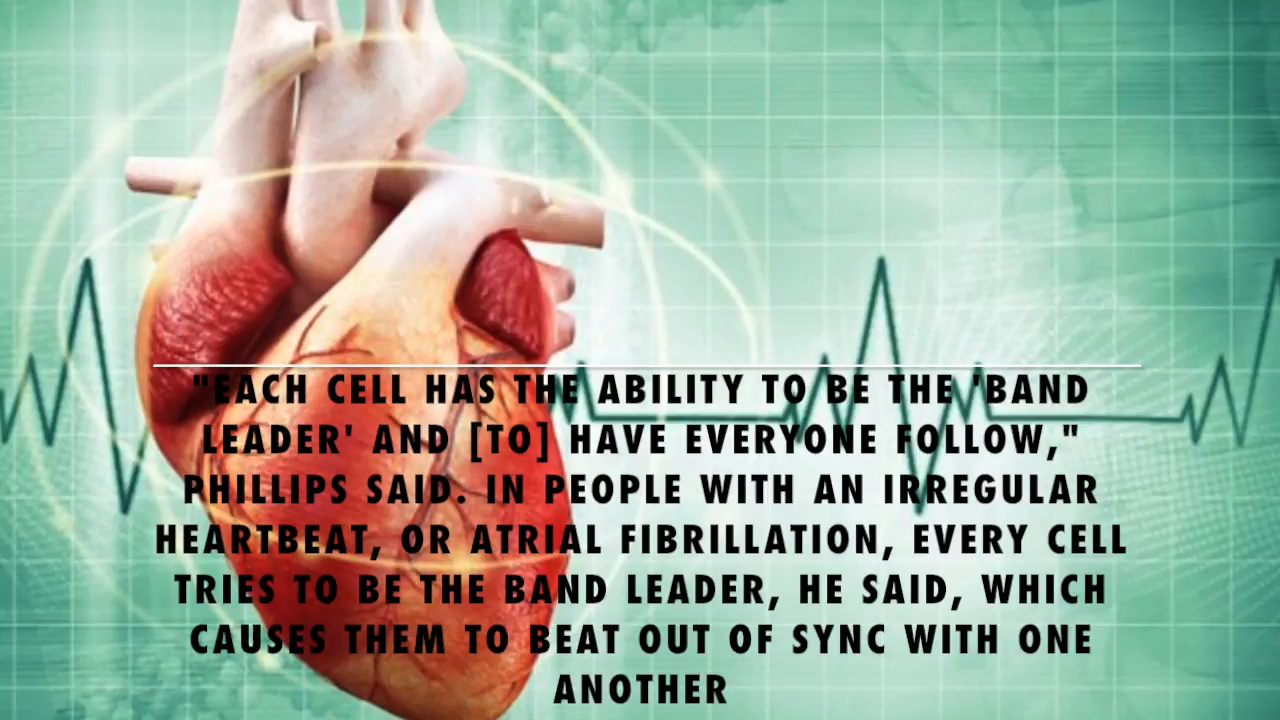 "EACH CELL HAS THE ABILITY TO BE THE 'BAND
LEADER' AND [TO] HAVE EVERYONE FOLLOW,"
PHILLIPS SAID. IN PEOPLE WITH AN IRREGULAR
HEARTBEAT, OR ATRIAL FIBRILLATION, EVERY CELL
TRIES TO BE THE BAND LEADER, HE SAID, WHICH
CAUSES THEM TO BEAT OUT OF SYNC WITH ONE
ANOTHER